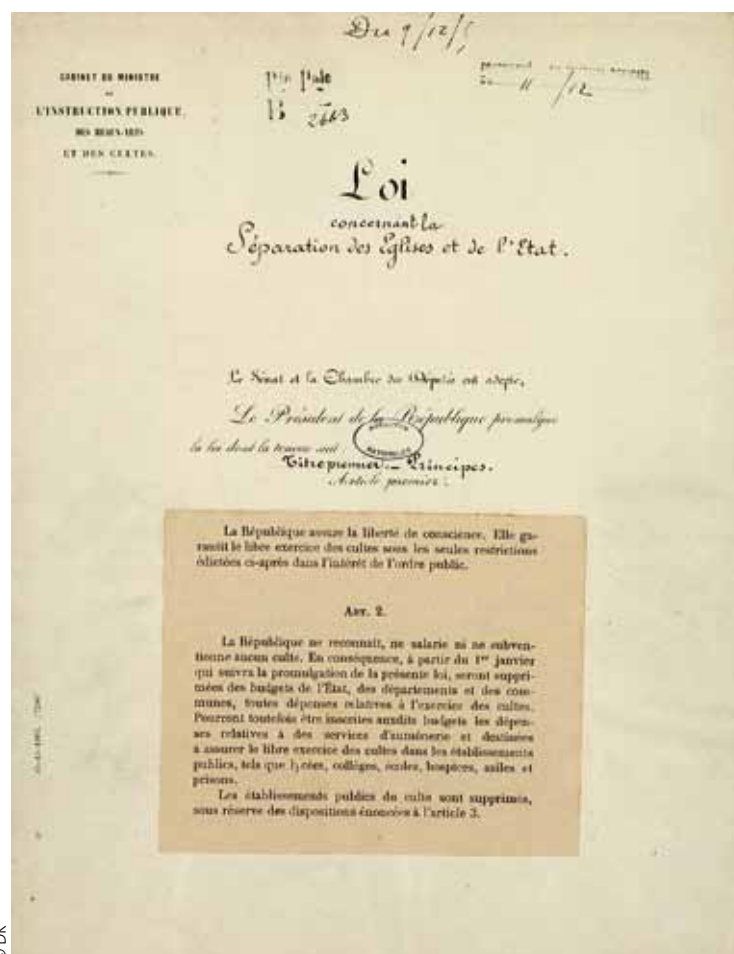 Du 9/12/5
CABINET DU MINISTRE
DE
L'INSTRUCTION PUBLIQUE,
DES BEAUX-ARTS
ET DES CULTES.
B 2663
11/12
Loi
concernant la
Séparation des Eglises et de l'Etat.
Le Sénat et la Chambre des Députés ont adopté,
Le Président de la République promulgue
la loi dont la teneur suit :
Titre premier._ Principes.
Article premier :
La République assure la liberté de conscience. Elle ga-
rantit le libre exercice des cultes sous les seules restrictions
édictées ci-après dans l'intérêt de l'ordre public.
ART. 2.
La République ne reconnaît, ne salarie ni ne subven-
tionne aucun culte. En conséquence, à partir du 1er janvier
qui suivra la promulgation de la présente loi, seront suppri-
mées des budgets de l'État, des départements et des com-
munes, toutes dépenses relatives à l'exercice des cultes.
Pourront toutefois être inscrites auxdits budgets les dépen-
ses relatives à des services d'aumônerie et destinées
à assurer le libre exercice des cultes dans les établissements
publics, tels que lycées, collèges, écoles, hospices, asiles et
prisons.
Les établissements publics du culte sont supprimés,
sous réserve des dispositions énoncées à l'article 3.
DR